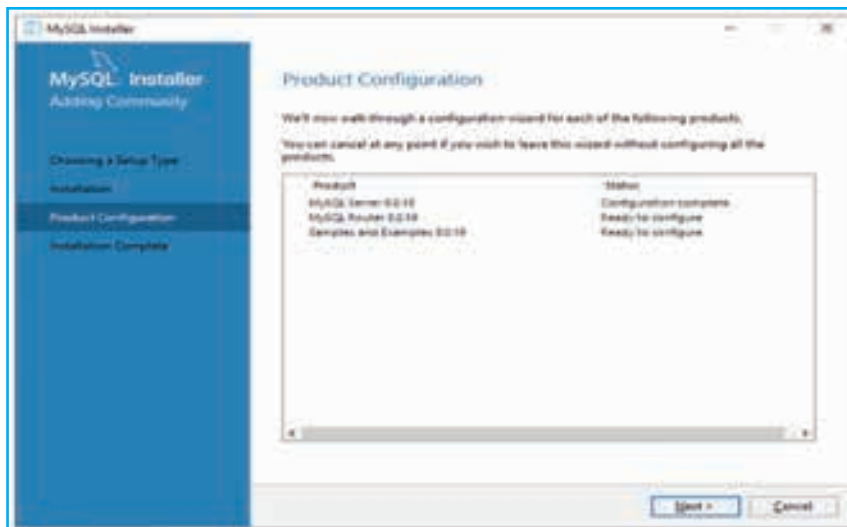 MySQL Installer
MySQL Installer
Adding Community
Choosing a Setup Type
Installation
Product Configuration
Installation Complete
Product Configuration
We'll now walk through a configuration wizard for each of the following products.
You can cancel at any point if you wish to leave this wizard without configuring all the
products.
Product Status
MySQL Server 8.0.19 Configuration complete
MySQL Router 8.0.19 Ready to configure
Samples and Examples 8.0.19 Ready to configure
Next > Cancel